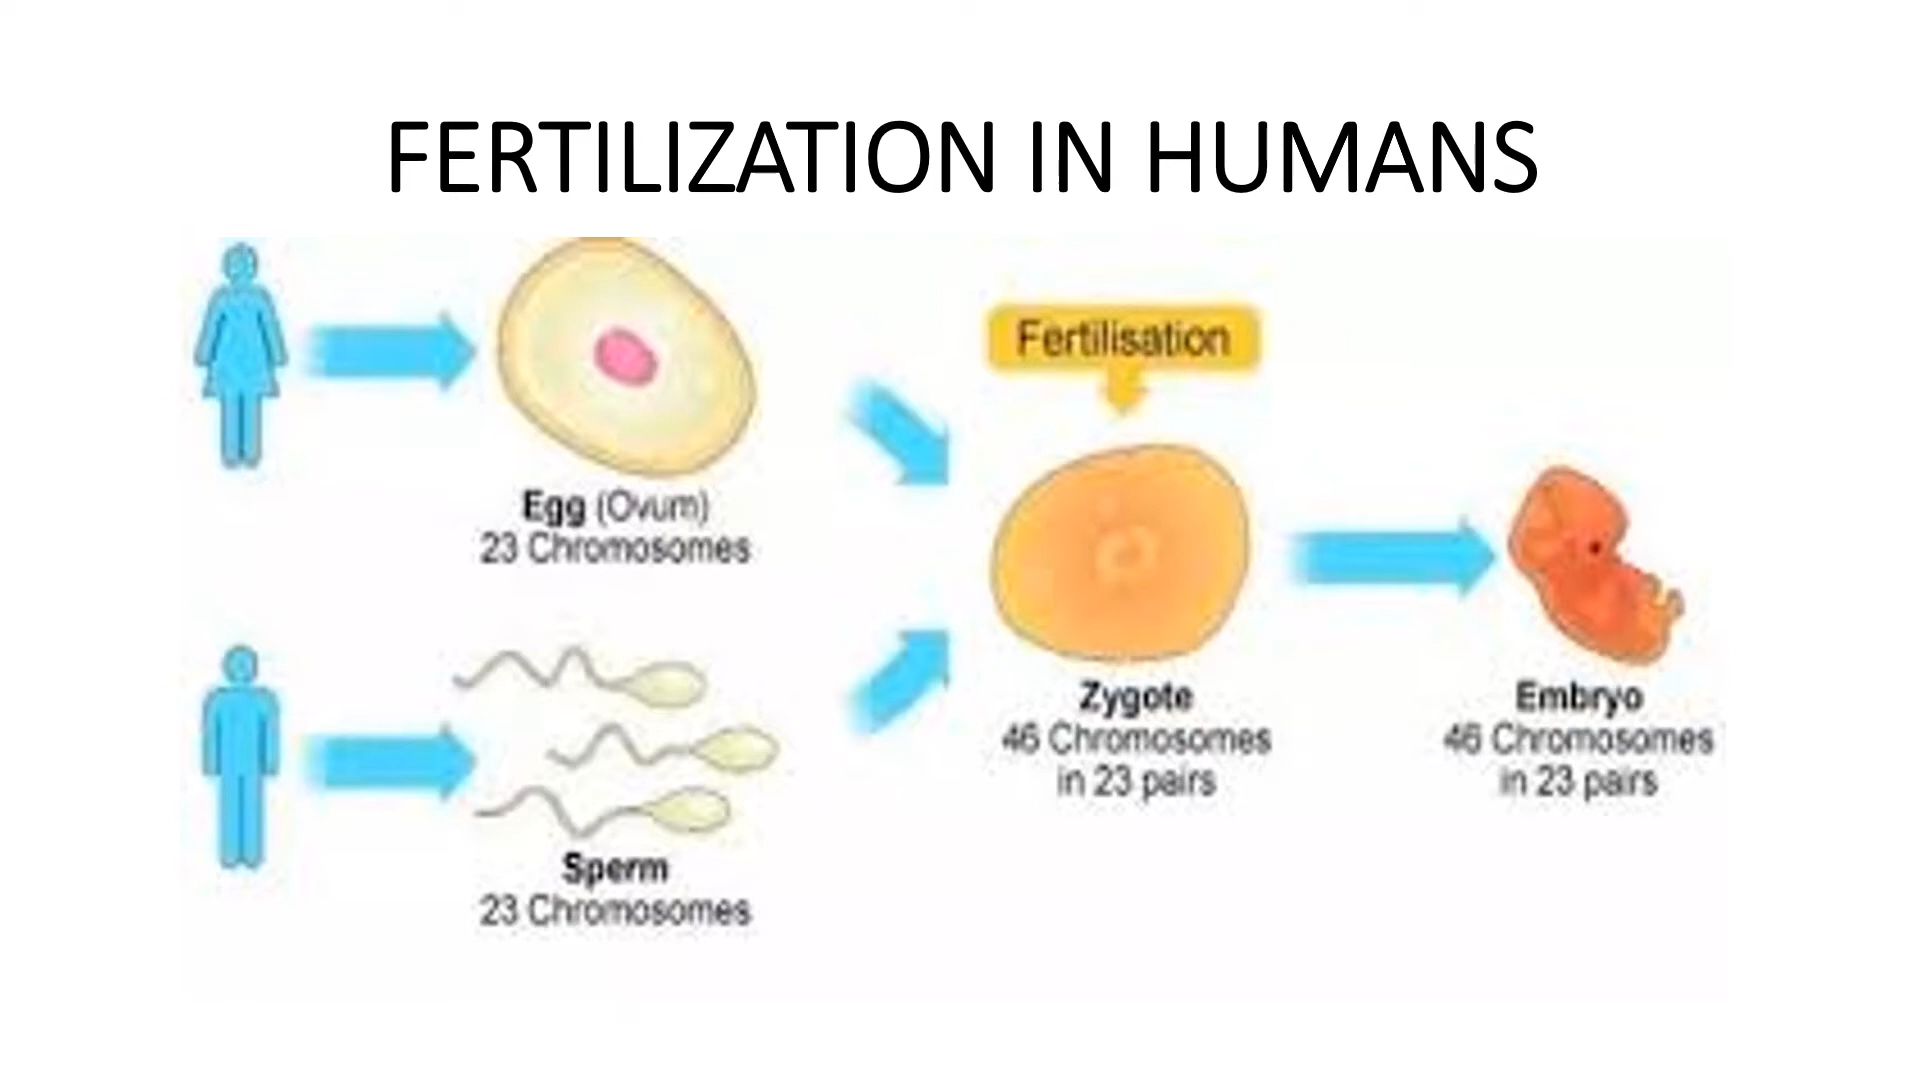 FERTILIZATION IN HUMANS
Egg (Ovum)
23 Chromosomes
Fertilisation
Zygote
46 Chromosomes
in 23 pairs
Embryo
46 Chromosomes
in 23 pairs
Sperm
23 Chromosomes